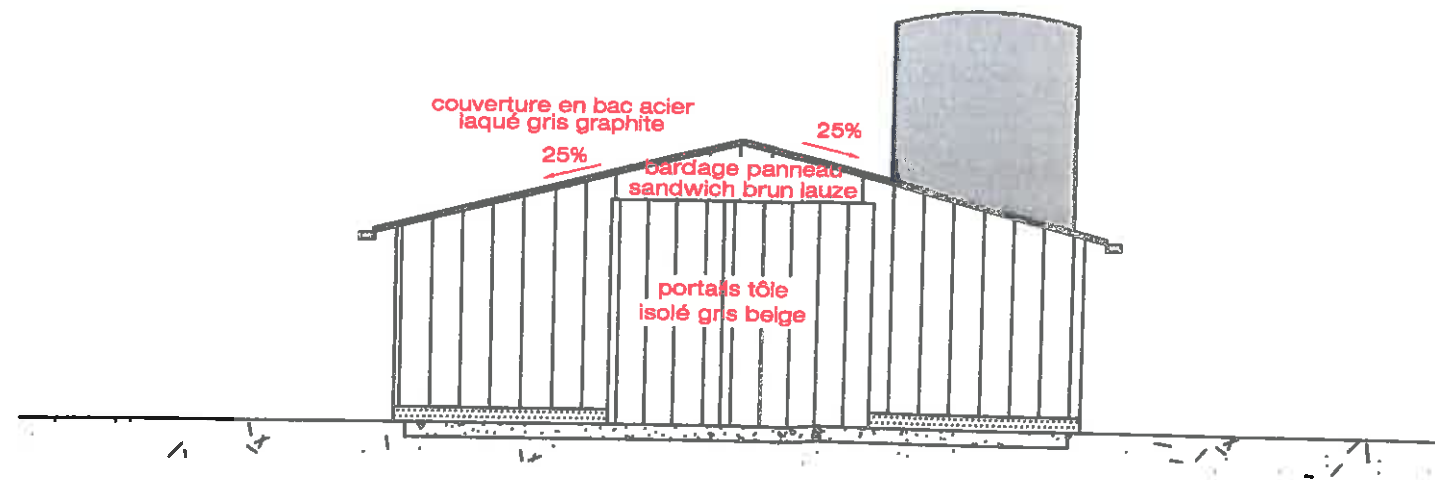 couverture en bac acier
laqué gris graphite
25%
25%
bardage panneau
sandwich brun lauze
portails tôle
isolé gris beige